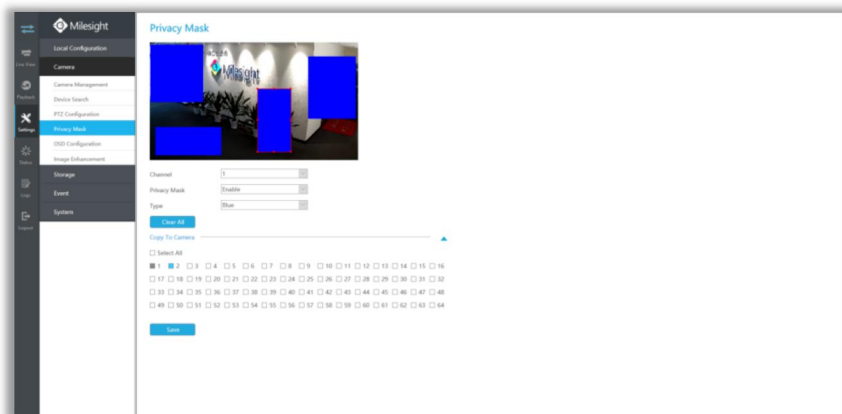 Milesight
Privacy Mask
Local Configuration
Live View
Camera
Camera Management
Playback
Device Search
PTZ Configuration
Settings
Privacy Mask
OSD Configuration
Status
Image Enhancement
Storage
Logs
Event
System
Logout
Milesight
Channel 1
Privacy Mask Enable
Type Blue
Clear All
Copy To Camera
Select All
1 2 3 4 5 6 7 8 9 10 11 12 13 14 15 16
17 18 19 20 21 22 23 24 25 26 27 28 29 30 31 32
33 34 35 36 37 38 39 40 41 42 43 44 45 46 47 48
49 50 51 52 53 54 55 56 57 58 59 60 61 62 63 64
Save